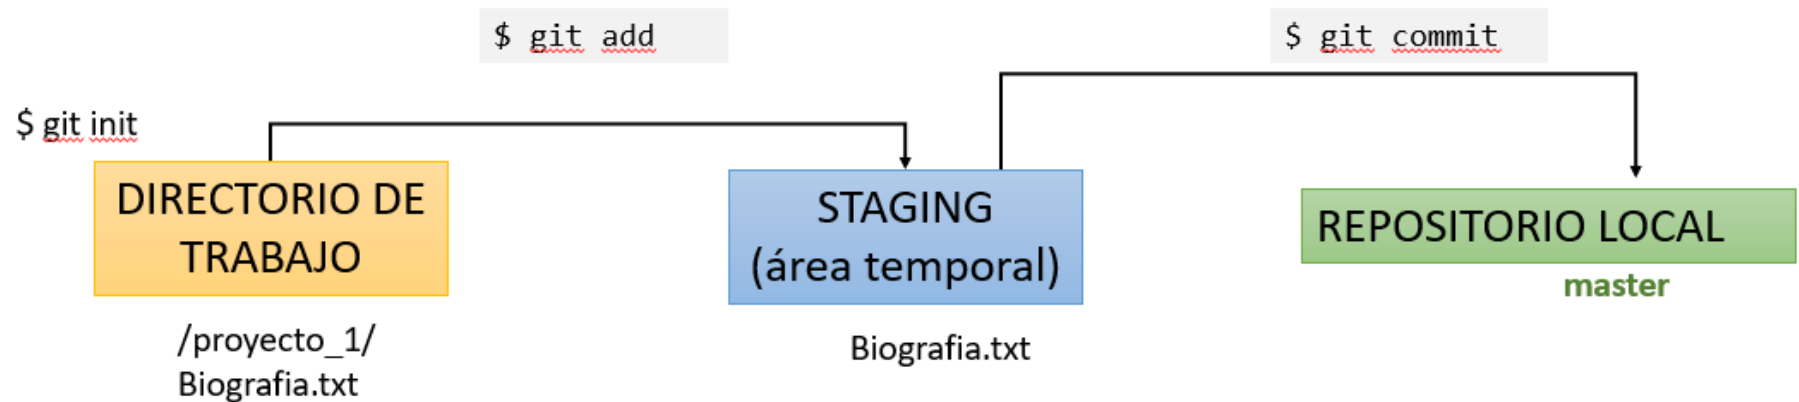 $ git add
$ git commit
$ git init
DIRECTORIO DE
TRABAJO
STAGING
(área temporal)
REPOSITORIO LOCAL
master
/proyecto_1/
Biografia.txt
Biografia.txt